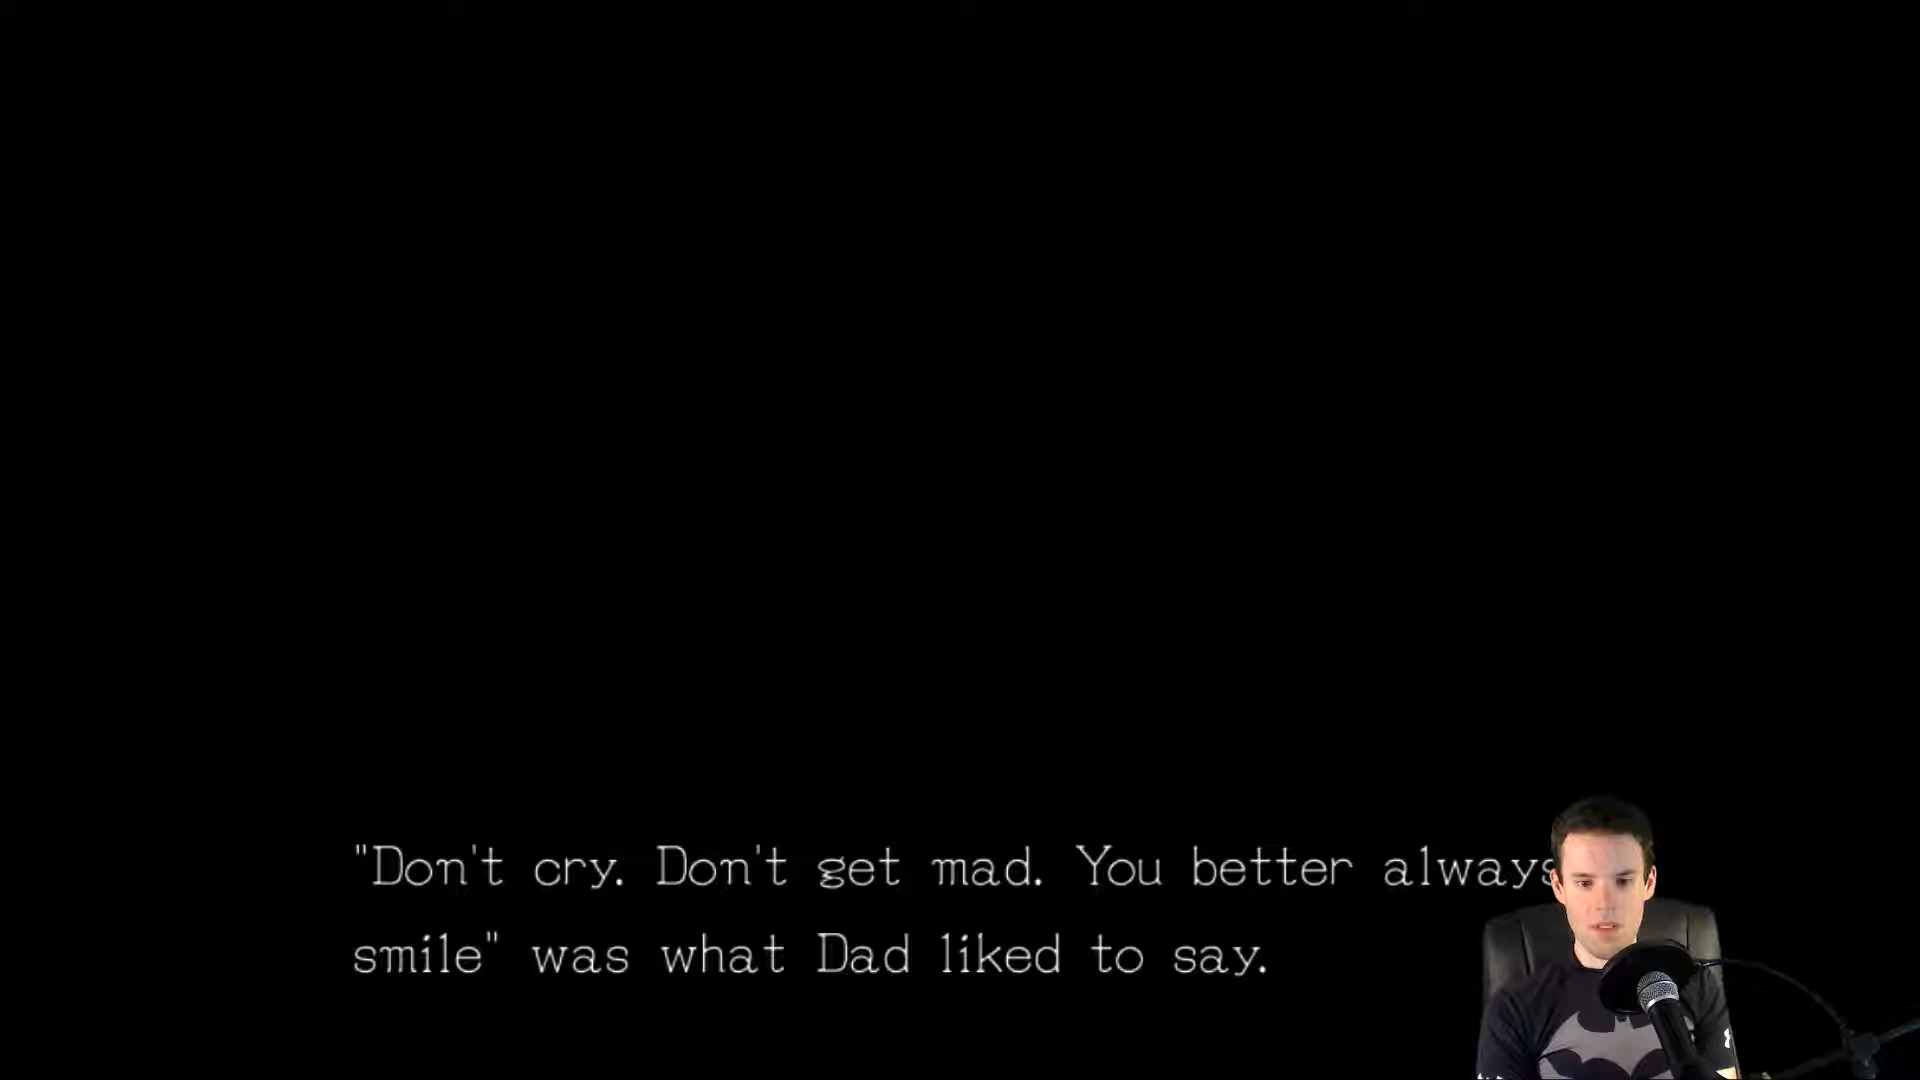 "Don't cry. Don't get mad. You better always
smile" was what Dad liked to say.